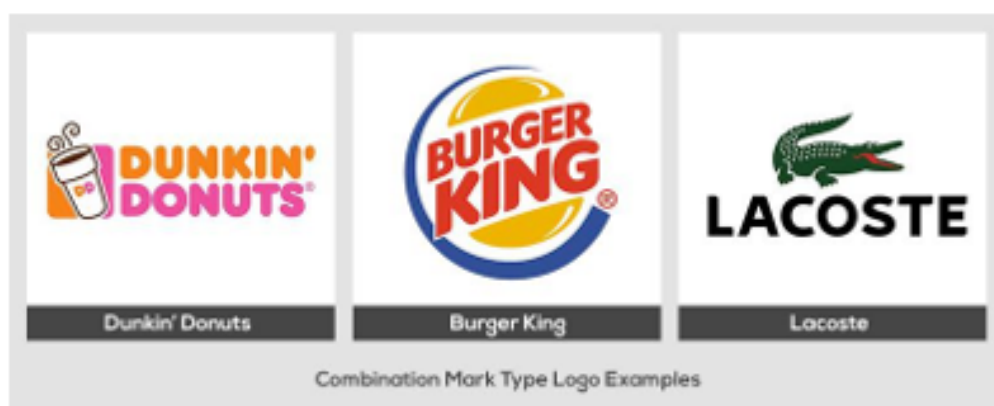 DUNKIN'
DONUTS®
DD
BURGER
KING®
LACOSTE
Dunkin' Donuts
Burger King
Lacoste
Combination Mark Type Logo Examples